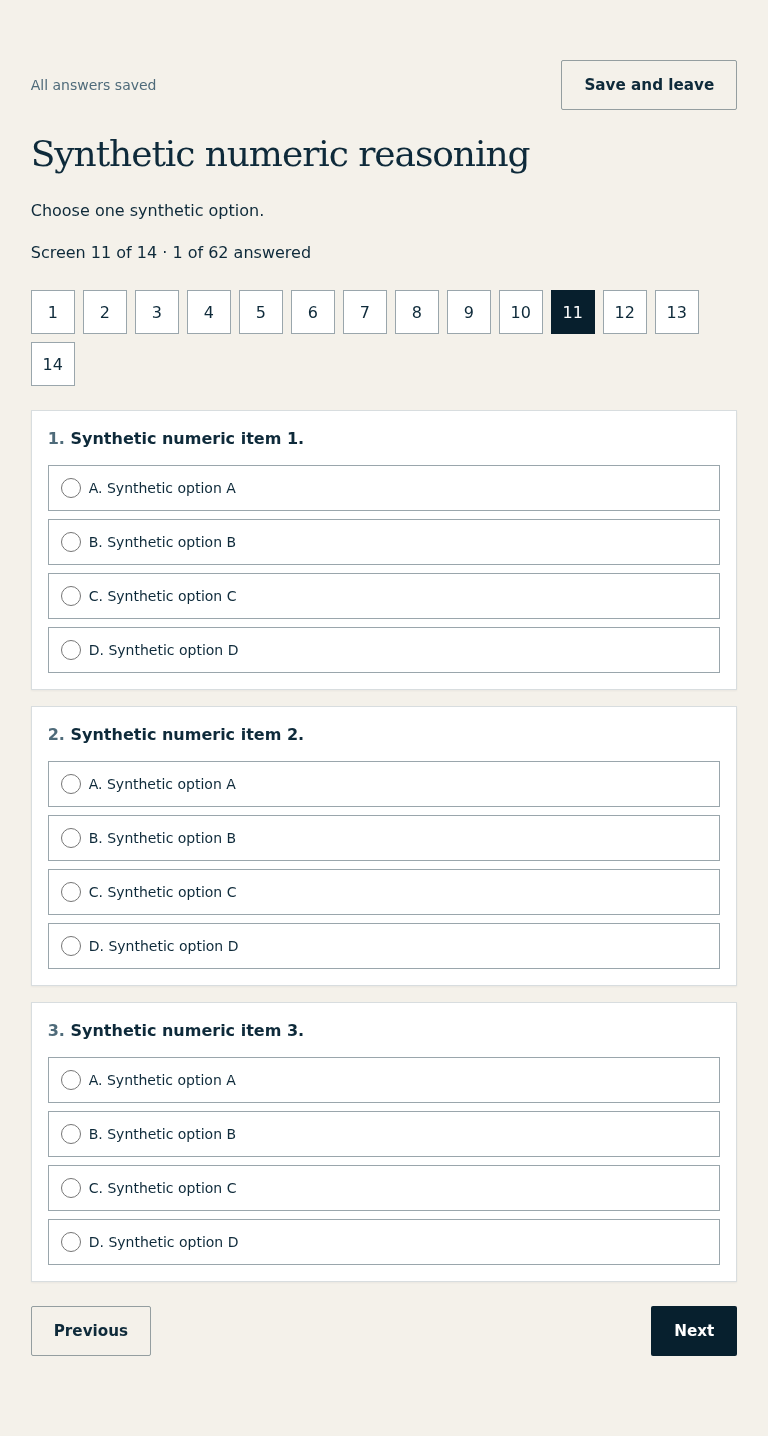 All answers saved
Save and leave
Synthetic numeric reasoning
Choose one synthetic option.
Screen 11 of 14 · 1 of 62 answered
1 2 3 4 5 6 7 8 9 10 11 12 13
14
1. Synthetic numeric item 1.
A. Synthetic option A
B. Synthetic option B
C. Synthetic option C
D. Synthetic option D
2. Synthetic numeric item 2.
A. Synthetic option A
B. Synthetic option B
C. Synthetic option C
D. Synthetic option D
3. Synthetic numeric item 3.
A. Synthetic option A
B. Synthetic option B
C. Synthetic option C
D. Synthetic option D
Previous
Next